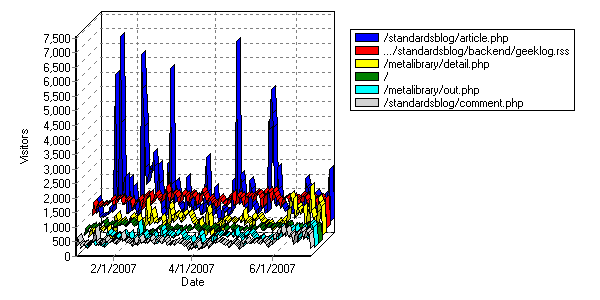 /standardsblog/article.php
.../standardsblog/backend/geeklog.rss
/metalibrary/detail.php
/
/metalibrary/out.php
/standardsblog/comment.php
7,500
7,000
6,500
6,000
5,500
5,000
4,500
4,000
3,500
3,000
2,500
2,000
1,500
1,000
500
0
Visitors
2/1/2007 4/1/2007 6/1/2007
Date